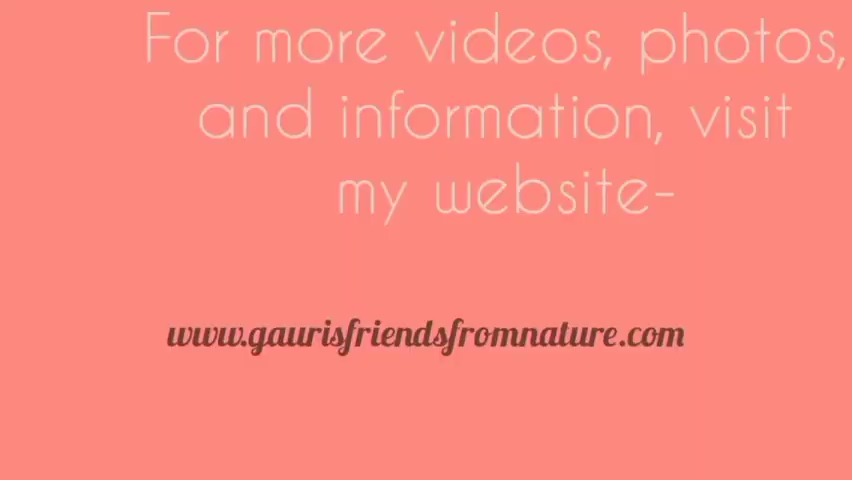 For more videos, photos,
and information, visit
my website-
www.gaurisfriendsfromnature.com